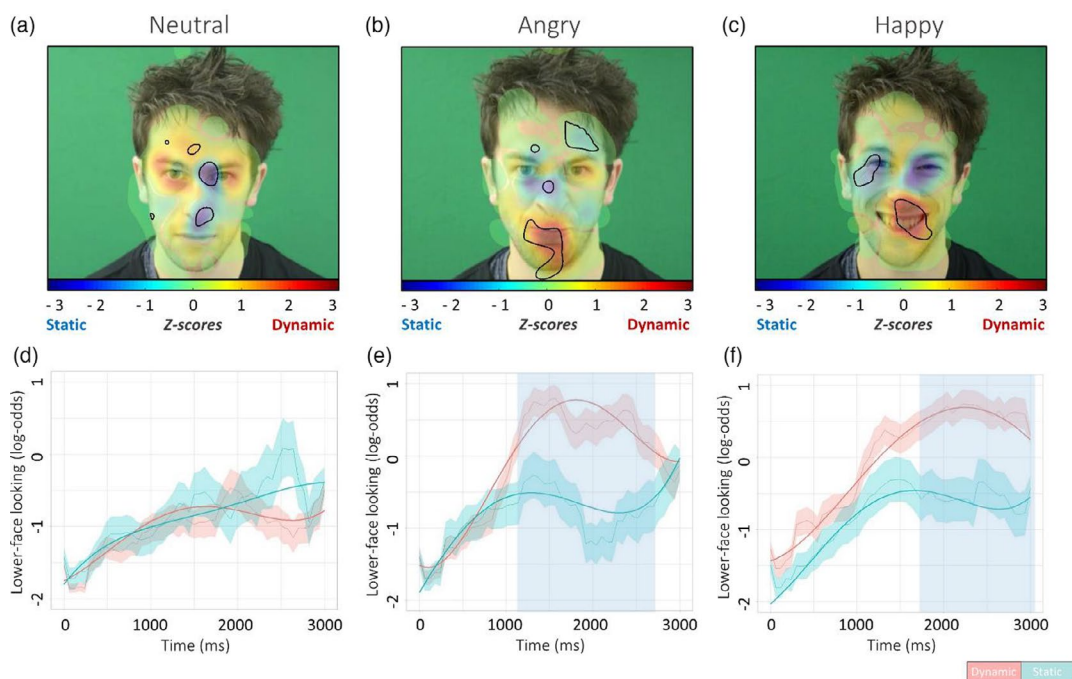 (a) Neutral
(b) Angry
(c) Happy
- 3 - 2 -1 0 1 2 3
Static Z-scores Dynamic
- 3 - 2 -1 0 1 2 3
Static Z-scores Dynamic
- 3 - 2 -1 0 1 2 3
Static Z-scores Dynamic
(d)
Lower-face looking (log-odds)
1
0
-1
-2
0 1000 2000 3000
Time (ms)
(e)
Lower-face looking (log-odds)
1
0
-1
-2
0 1000 2000 3000
Time (ms)
(f)
Lower-face looking (log-odds)
1
0
-1
-2
0 1000 2000 3000
Time (ms)
Dynamic Static